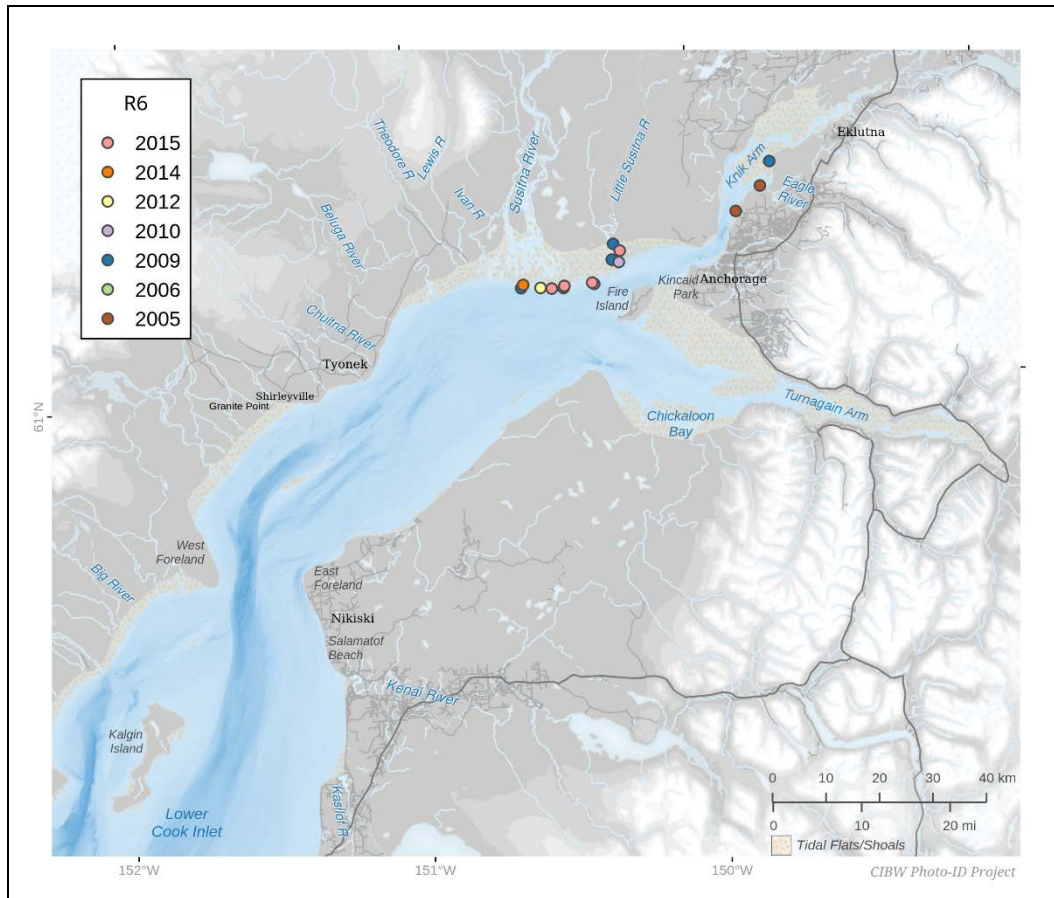 R6
2015
2014
2012
2010
2009
2006
2005
Theodore R
Lewis R
Ivan R
Susitna River
Little Susitna R
Knik Arm
Eklutna
Eagle
River
Beluga River
Chuitna River
Kincaid
Park
Anchorage
Fire
Island
Tyonek
Shirleyville
Granite Point
61°N
Turnagain Arm
Chickaloon
Bay
West
Foreland
Big River
East
Foreland
Nikiski
Salamatof
Beach
Kenai River
Kalgin
Island
Kasilof R
Lower
Cook Inlet
0 10 20 30 40 km
0 10 20 mi
Tidal Flats/Shoals
152°W 151°W 150°W
CIBW Photo-ID Project